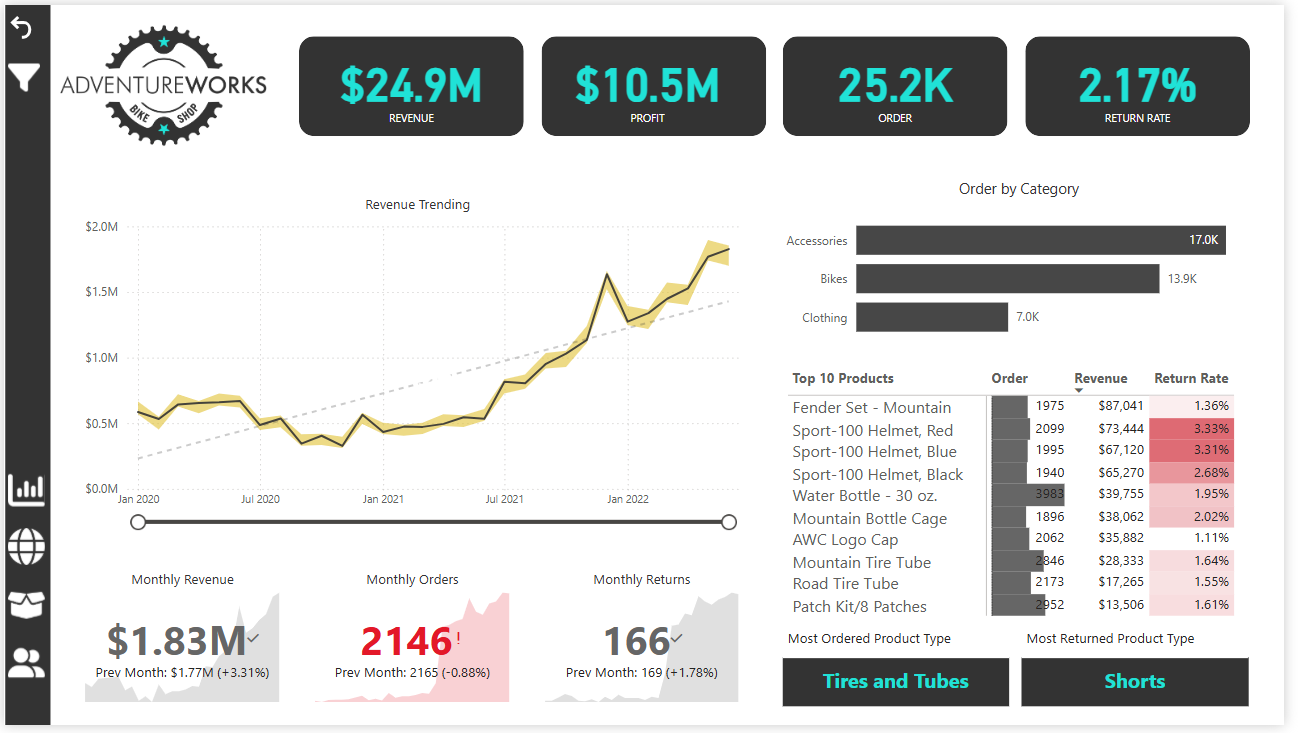 ADVENTUREWORKS
BIKE SHOP
$24.9M
REVENUE
$10.5M
PROFIT
25.2K
ORDER
2.17%
RETURN RATE
Revenue Trending
$2.0M
$1.5M
$1.0M
$0.5M
$0.0M
Jan 2020 Jul 2020 Jan 2021 Jul 2021 Jan 2022
Order by Category
Accessories 17.0K
Bikes 13.9K
Clothing 7.0K
Top 10 Products Order Revenue Return Rate
Fender Set - Mountain 1975 $87,041 1.36%
Sport-100 Helmet, Red 2099 $73,444 3.33%
Sport-100 Helmet, Blue 1995 $67,120 3.31%
Sport-100 Helmet, Black 1940 $65,270 2.68%
Water Bottle - 30 oz. 3983 $39,755 1.95%
Mountain Bottle Cage 1896 $38,062 2.02%
AWC Logo Cap 2062 $35,882 1.11%
Mountain Tire Tube 2846 $28,333 1.64%
Road Tire Tube 2173 $17,265 1.55%
Patch Kit/8 Patches 2952 $13,506 1.61%
Monthly Revenue
$1.83M
Prev Month: $1.77M (+3.31%)
Monthly Orders
2146!
Prev Month: 2165 (-0.88%)
Monthly Returns
166
Prev Month: 169 (+1.78%)
Most Ordered Product Type
Tires and Tubes
Most Returned Product Type
Shorts